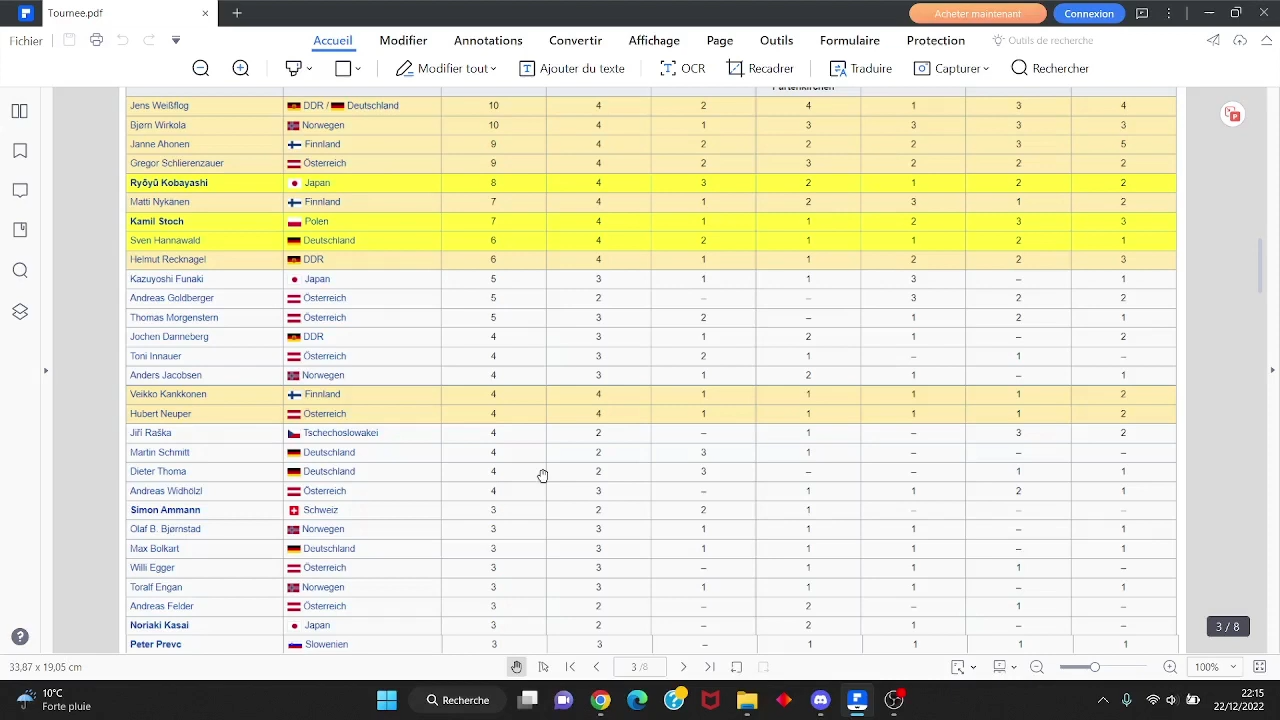 Tournee.pdf × + Acheter maintenant Connexion
Fichier Accueil Modifier Annotations Convertir Affichage Page Outils Formulaire Protection Outils de recherche
Modifier tout Ajouter du texte OCR Recadrer Traduire Capturer Rechercher
Partenkirchen
Jens Weißflog DDR / Deutschland 10 4 2 4 1 3 4
Bjørn Wirkola Norwegen 10 4 1 3 3 3 3
Janne Ahonen Finnland 9 4 2 2 2 3 5
Gregor Schlierenzauer Österreich 9 4 2 3 2 2 2
Ryōyū Kobayashi Japan 8 4 3 2 1 2 2
Matti Nykänen Finnland 7 4 1 2 3 1 2
Kamil Stoch Polen 7 4 1 1 2 3 3
Sven Hannawald Deutschland 6 4 2 1 1 2 1
Helmut Recknagel DDR 6 4 1 1 2 2 3
Kazuyoshi Funaki Japan 5 3 1 1 3 – 1
Andreas Goldberger Österreich 5 2 – – 3 2 2
Thomas Morgenstern Österreich 5 3 2 – 1 2 1
Jochen Danneberg DDR 4 3 1 2 1 – 2
Toni Innauer Österreich 4 3 2 1 – 1 –
Anders Jacobsen Norwegen 4 3 1 2 1 – 1
Veikko Kankkonen Finnland 4 4 1 1 1 1 2
Hubert Neuper Österreich 4 4 1 1 1 1 2
Jiří Raška Tschechoslowakei 4 2 – 1 – 3 2
Martin Schmitt Deutschland 4 2 3 1 – – –
Dieter Thoma Deutschland 4 2 3 – – 1 1
Andreas Widhölzl Österreich 4 3 – 1 1 2 1
Simon Ammann Schweiz 3 2 2 1 – – –
Olaf B. Bjørnstad Norwegen 3 3 1 1 1 – 1
Max Bolkart Deutschland 3 3 1 1 1 – 1
Willi Egger Österreich 3 3 – 1 1 1 –
Toralf Engan Norwegen 3 3 1 1 1 – 1
Andreas Felder Österreich 3 2 – 2 – 1 –
Noriaki Kasai Japan 3 2 – 2 1 – –
Peter Prevc Slowenien 3 3 – 1 1 1 1
3 / 8
33,87 x 19,05 cm 3 /8 100%
10°C
Forte pluie
Recherche
22:15
22/12/2022